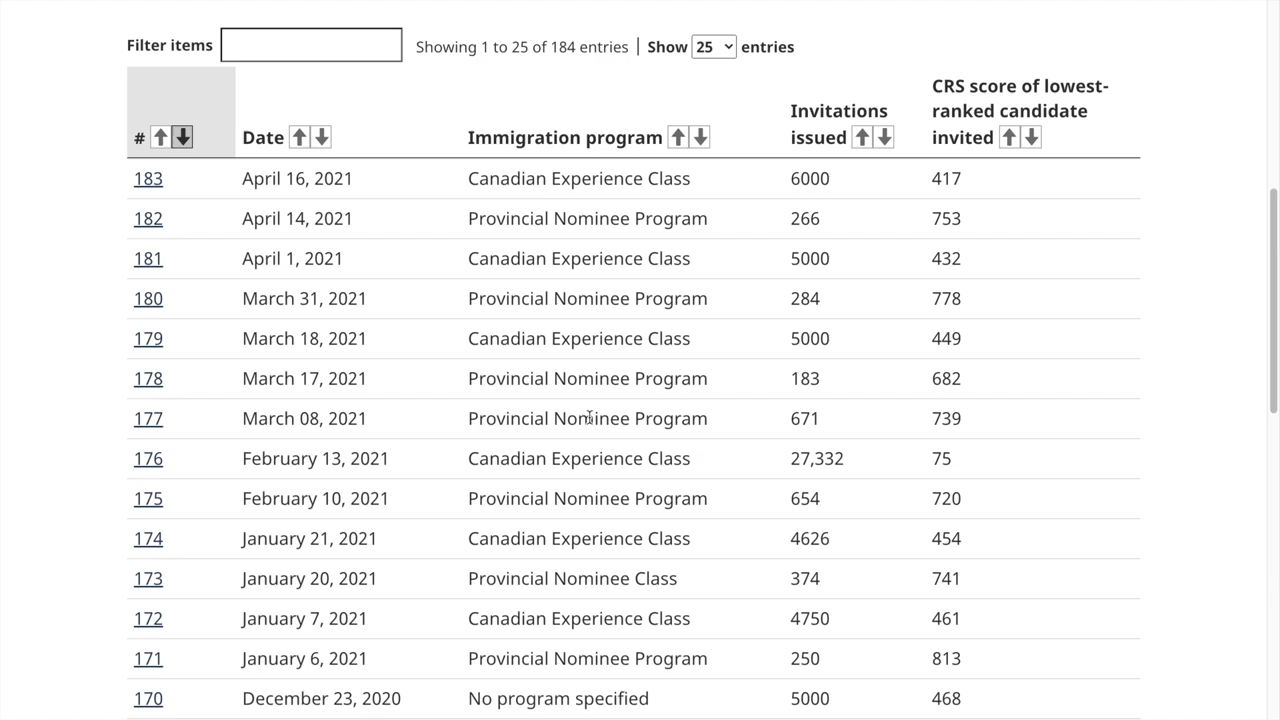 Filter items Showing 1 to 25 of 184 entries | Show 25 entries
# Date Immigration program Invitations issued CRS score of lowest-ranked candidate invited
183 April 16, 2021 Canadian Experience Class 6000 417
182 April 14, 2021 Provincial Nominee Program 266 753
181 April 1, 2021 Canadian Experience Class 5000 432
180 March 31, 2021 Provincial Nominee Program 284 778
179 March 18, 2021 Canadian Experience Class 5000 449
178 March 17, 2021 Provincial Nominee Program 183 682
177 March 08, 2021 Provincial Nominee Program 671 739
176 February 13, 2021 Canadian Experience Class 27,332 75
175 February 10, 2021 Provincial Nominee Program 654 720
174 January 21, 2021 Canadian Experience Class 4626 454
173 January 20, 2021 Provincial Nominee Class 374 741
172 January 7, 2021 Canadian Experience Class 4750 461
171 January 6, 2021 Provincial Nominee Program 250 813
170 December 23, 2020 No program specified 5000 468